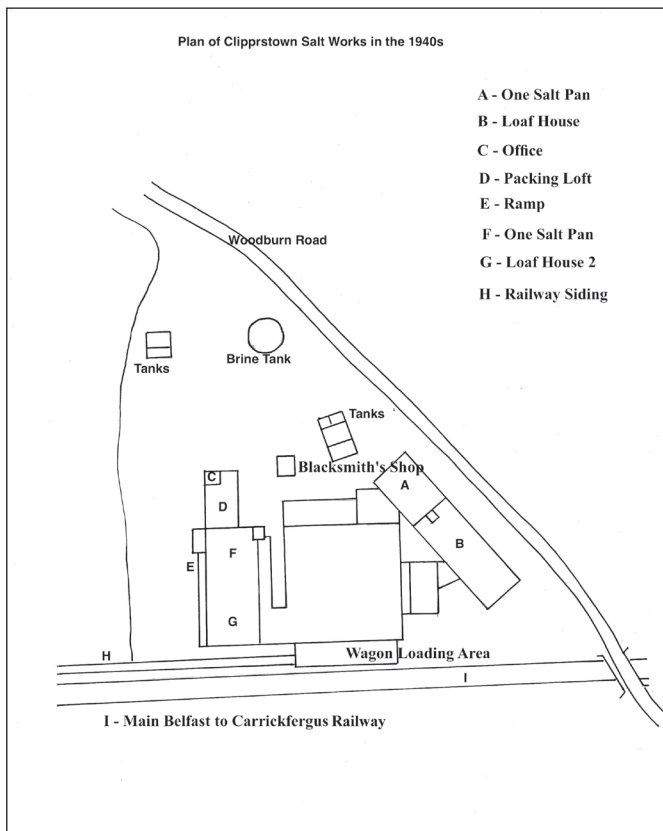 Plan of Clipprstown Salt Works in the 1940s
A - One Salt Pan
B - Loaf House
C - Office
D - Packing Loft
E - Ramp
F - One Salt Pan
G - Loaf House 2
H - Railway Siding
Woodburn Road
Tanks
Brine Tank
Tanks
Blacksmith's Shop
C
A
D
B
F
E
G
H
Wagon Loading Area
I
I - Main Belfast to Carrickfergus Railway